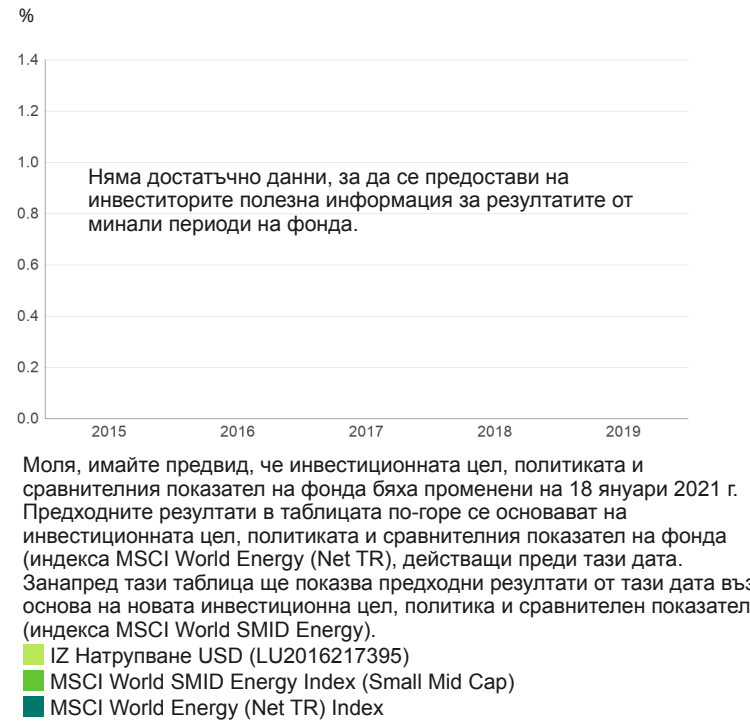 %
1.4
1.2
1.0
Няма достатъчно данни, за да се предостави на
инвеститорите полезна информация за резултатите от
0.8
минали периоди на фонда.
0.6
0.4
0.2
0.0
2015 2016 2017 2018 2019
Моля, имайте предвид, че инвестиционната цел, политиката и
сравнителния показател на фонда бяха променени на 18 януари 2021 г.
Предходните резултати в таблицата по-горе се основават на
инвестиционната цел, политиката и сравнителния показател на фонда
(индекса MSCI World Energy (Net TR), действащи преди тази дата.
Занапред тази таблица ще показва предходни резултати от тази дата въз
основа на новата инвестиционна цел, политика и сравнителен показател
(индекса MSCI World SMID Energy).
IZ Натрупване USD (LU2016217395)
MSCI World SMID Energy Index (Small Mid Cap)
MSCI World Energy (Net TR) Index